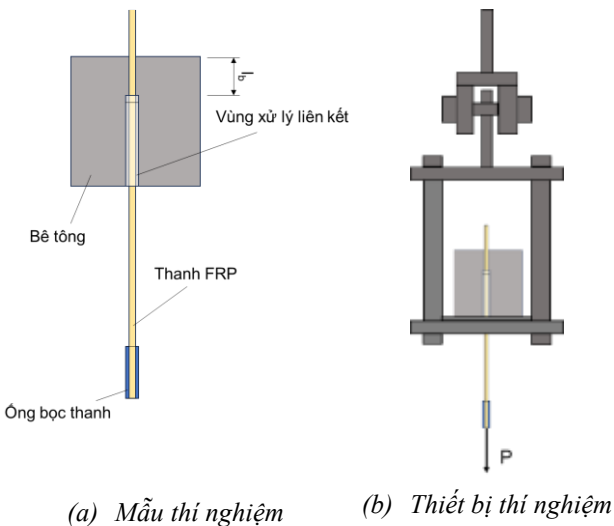 l_b
Vùng xử lý liên kết
Bê tông
Thanh FRP
Ống bọc thanh
P
(a) Mẫu thí nghiệm
(b) Thiết bị thí nghiệm